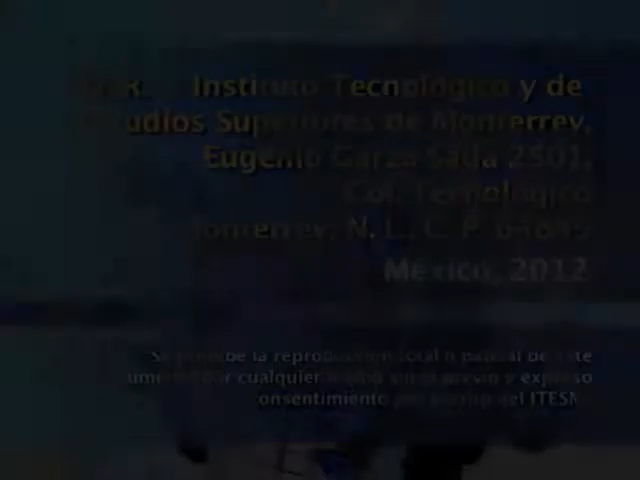 Instituto Tecnológico y de
Estudios Superiores de Monterrey,
Eugenio Garza Sada 2501,
Col. Tecnológico
Monterrey, N. L., C. P. 64849
México, 2012
Se prohíbe la reproducción total o parcial de este
documento por cualquier medio sin el previo y expreso
consentimiento por escrito del ITESM.